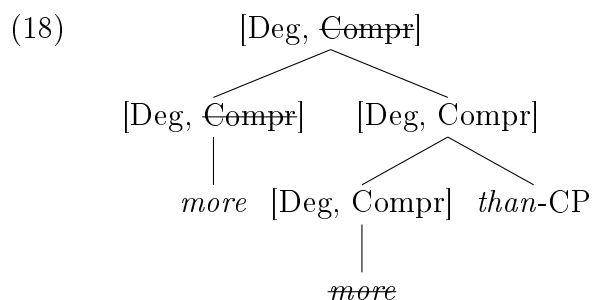 (18) [Deg, ~~Compr~~]
[Deg, ~~Compr~~] [Deg, Compr]
more [Deg, Compr] than-CP
~~more~~